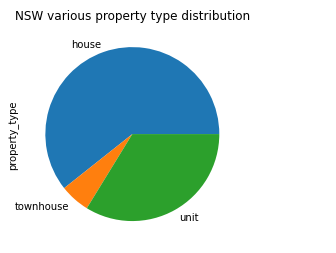 NSW various property type distribution
house
property_type
townhouse
unit